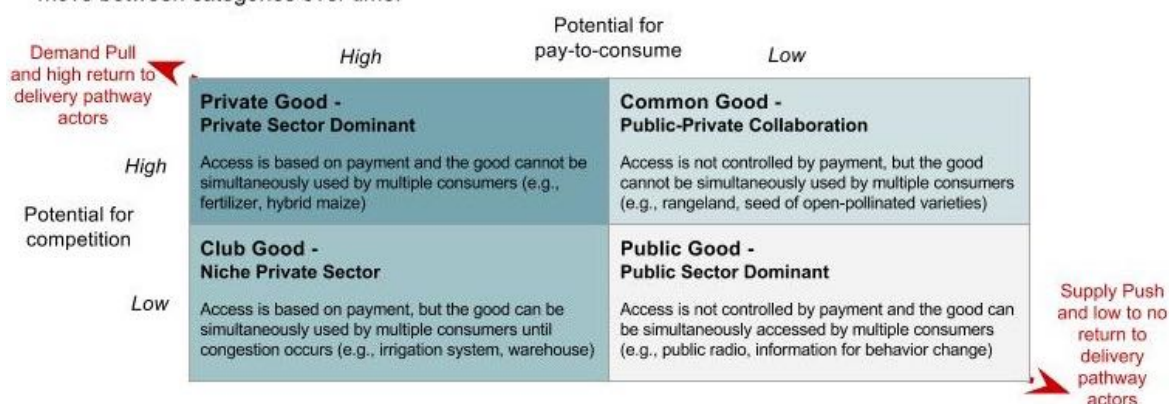 Potential for
pay-to-consume
High
Low
Demand Pull
and high return to
delivery pathway
actors
Private Good -
Private Sector Dominant
Access is based on payment and the good cannot be
simultaneously used by multiple consumers (e.g.,
fertilizer, hybrid maize)
Common Good -
Public-Private Collaboration
Access is not controlled by payment, but the good
cannot be simultaneously used by multiple consumers
(e.g., rangeland, seed of open-pollinated varieties)
High
Potential for
competition
Low
Club Good -
Niche Private Sector
Access is based on payment, but the good can be
simultaneously used by multiple consumers until
congestion occurs (e.g., irrigation system, warehouse)
Public Good -
Public Sector Dominant
Access is not controlled by payment and the good can
be simultaneously accessed by multiple consumers
(e.g., public radio, information for behavior change)
Supply Push
and low to no
return to
delivery
pathway
actors